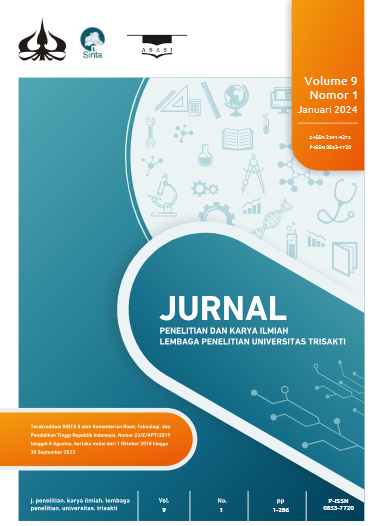 Sinta
ASASI
Volume 9
Nomor 1
Januari 2024
P-ISSN 0853-7720
JURNAL
PENELITIAN DAN KARYA ILMIAH
LEMBAGA PENELITIAN UNIVERSITAS TRISAKTI
Terakreditasi SINTA 5 oleh Kementerian Riset, Teknologi, dan
Pendidikan Tinggi Republik Indonesia, Nomor 23/E/KPT/2019
tanggal 8 Agustus, berlaku mulai dari 1 Oktober 2018 hingga
30 September 2023
j. penelitian. karya ilmiah. lembaga
penelitian. universitas. trisakti
Vol.
9
No.
1
pp
1-286
P-ISSN
0853-7720